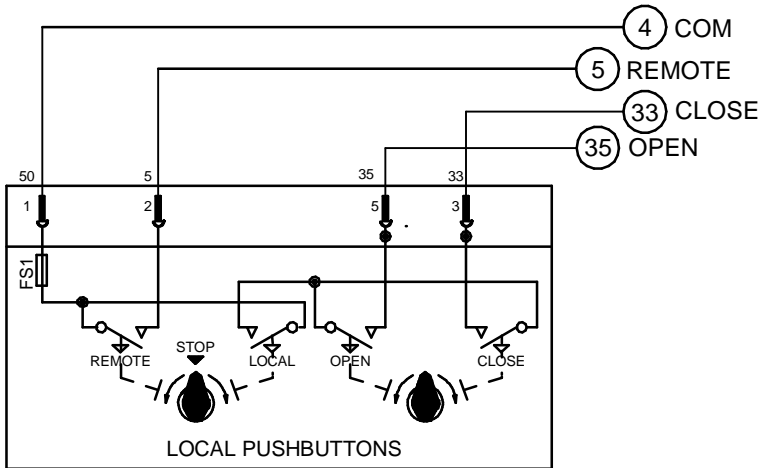 4 COM
5 REMOTE
33 CLOSE
35 OPEN
50 5 35 33
1 2 5 3
FS1
REMOTE STOP LOCAL OPEN CLOSE
LOCAL PUSHBUTTONS